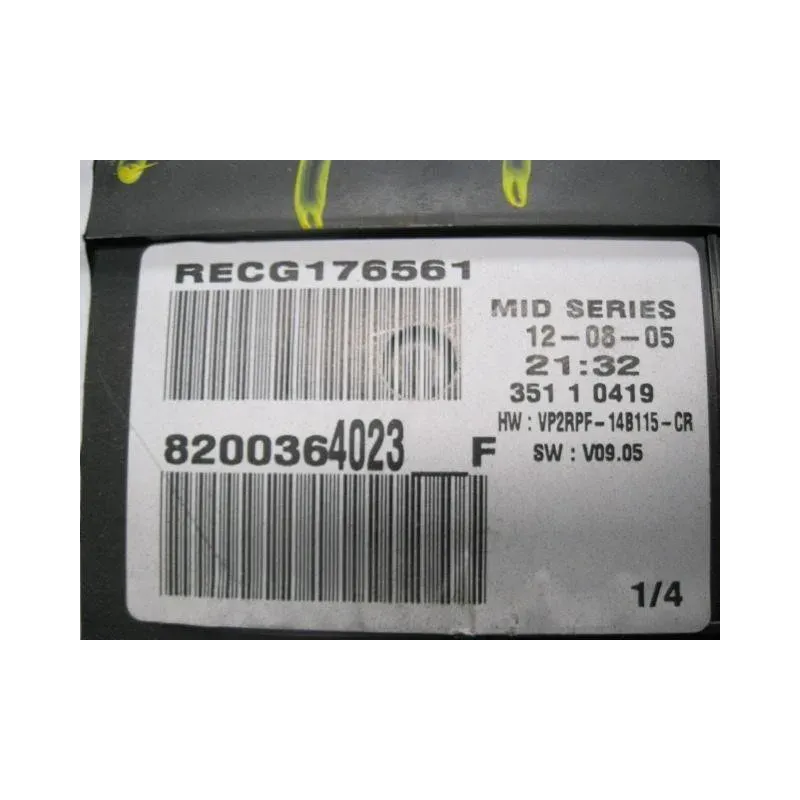 RECG176561
MID SERIES
12-08-05
21:32
351 1 0419
HW : VP2RPF-14B115-CR
SW : V09.05
8200364023__F
1/4